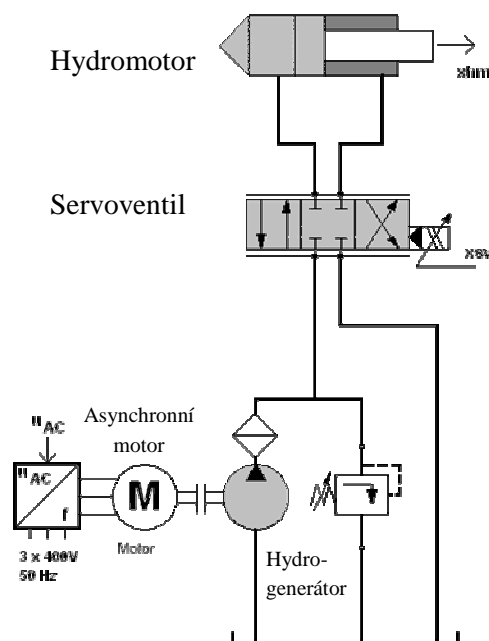 Hydromotor
xhm
Servoventil
xsv
Asynchronní
motor
n AC
n AC
f
M
Motor
3 x 400V
50 Hz
Hydro-
generátor